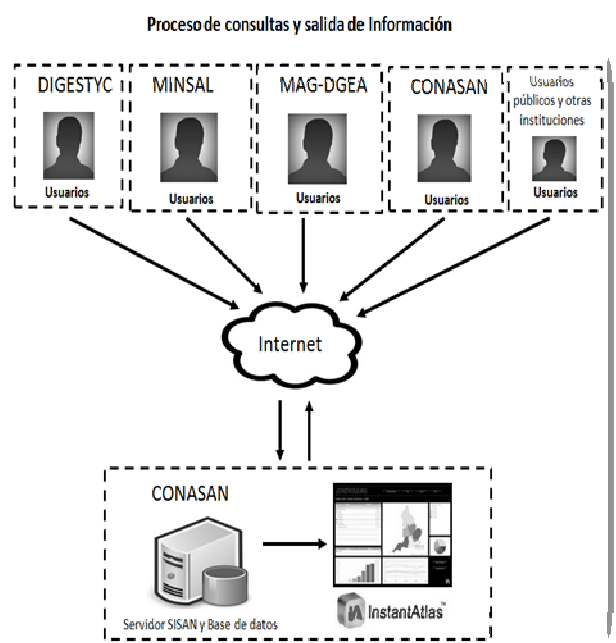 Proceso de consultas y salida de Información
DIGESTYC
Usuarios
MINSAL
Usuarios
MAG-DGEA
Usuarios
CONASAN
Usuarios
Usuarios
públicos y otras
instituciones
Usuarios
Internet
CONASAN
Servidor SISAN y Base de datos
InstantAtlas™